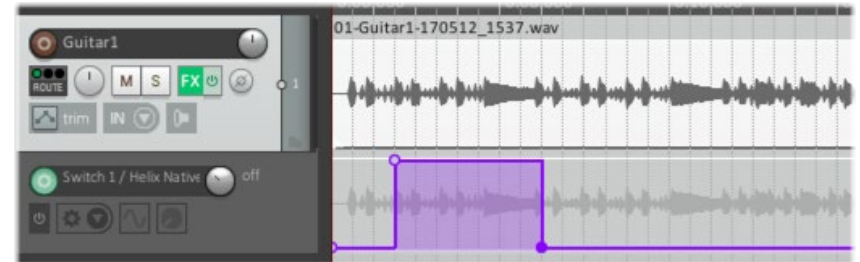 01-Guitar1-170512_1537.wav
Guitar1
ROUTE M S FX
1
trim IN
Switch 1 / Helix Native off